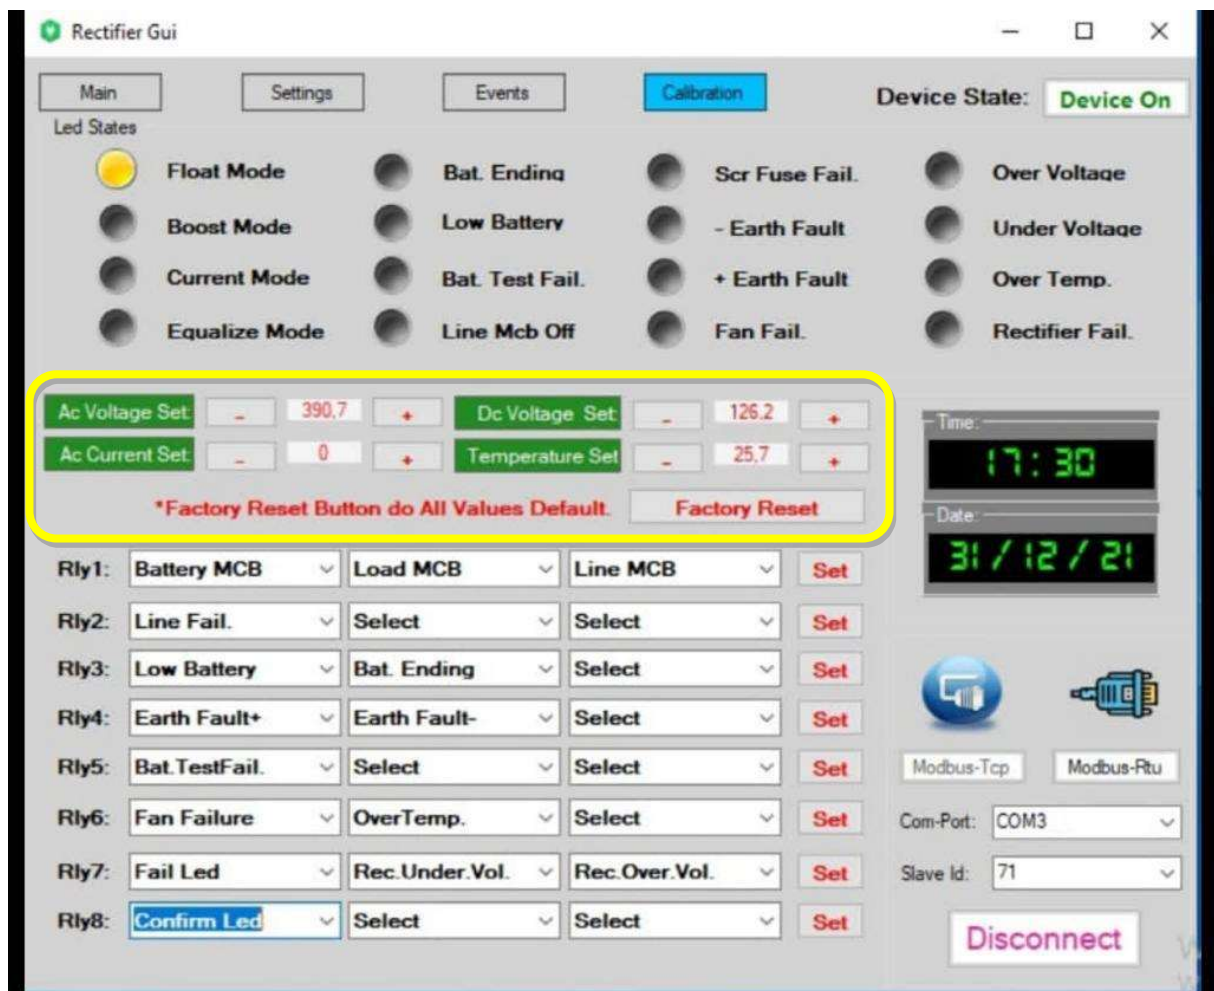 Rectifier Gui
Main Settings Events Calibration Device State: Device On
Led States
Float Mode Bat. Ending Scr Fuse Fail. Over Voltage
Boost Mode Low Battery - Earth Fault Under Voltage
Current Mode Bat. Test Fail. + Earth Fault Over Temp.
Equalize Mode Line Mcb Off Fan Fail. Rectifier Fail.
Ac Voltage Set: - 390,7 + Dc Voltage Set: - 126,2 +
Ac Current Set: - 0 + Temperature Set - 25,7 +
*Factory Reset Button do All Values Default. Factory Reset
Time:
17:30
Date:
31/12/21
Rly1: Battery MCB Load MCB Line MCB Set
Rly2: Line Fail. Select Select Set
Rly3: Low Battery Bat. Ending Select Set
Rly4: Earth Fault+ Earth Fault- Select Set
Rly5: Bat.TestFail. Select Select Set
Rly6: Fan Failure OverTemp. Select Set
Rly7: Fail Led Rec.Under.Vol. Rec.Over.Vol. Set
Rly8: Confirm Led Select Select Set
Modbus-Tcp Modbus-Rtu
Com-Port: COM3
Slave Id: 71
Disconnect